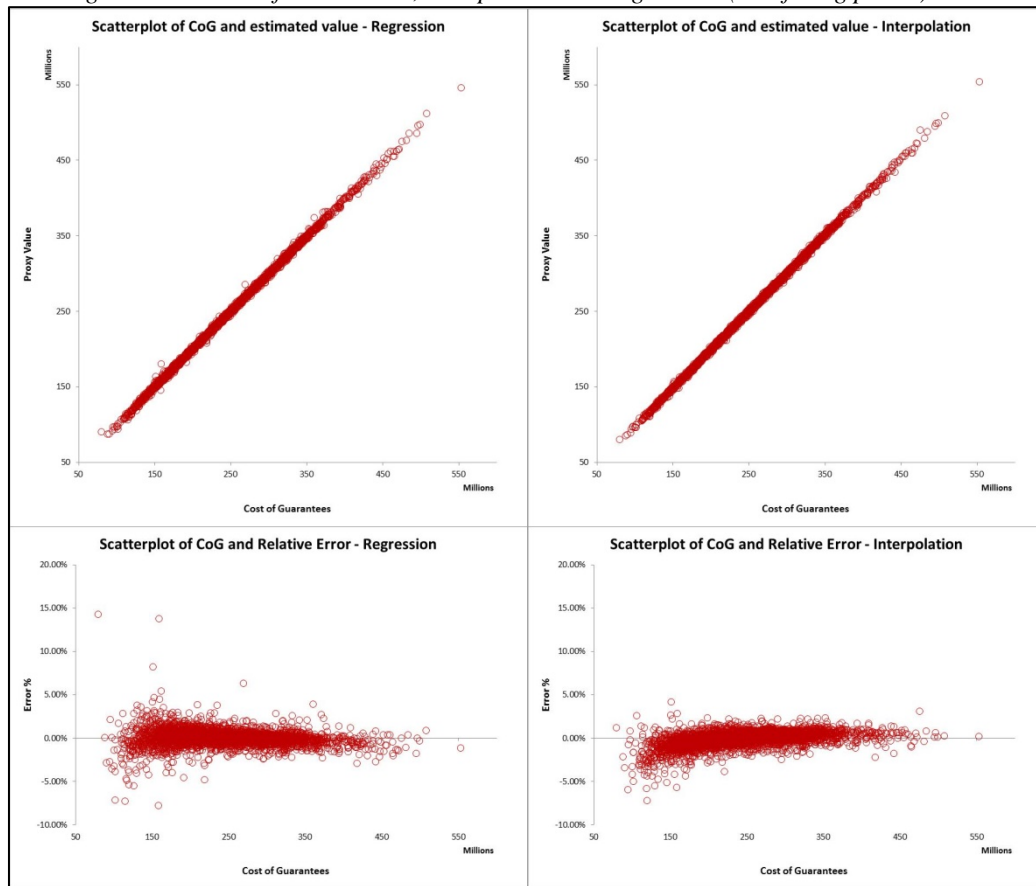 Scatterplot of CoG and estimated value - Regression
Millions
550
450
350
250
150
50
Proxy Value
50 150 250 350 450 550
Millions
Cost of Guarantees
Scatterplot of CoG and estimated value - Interpolation
Millions
550
450
350
250
150
50
Proxy Value
50 150 250 350 450 550
Millions
Cost of Guarantees
Scatterplot of CoG and Relative Error - Regression
20.00%
15.00%
10.00%
5.00%
0.00%
-5.00%
-10.00%
Error %
50 150 250 350 450 550
Millions
Cost of Guarantees
Scatterplot of CoG and Relative Error - Interpolation
20.00%
15.00%
10.00%
5.00%
0.00%
-5.00%
-10.00%
Error %
50 150 250 350 450 550
Millions
Cost of Guarantees